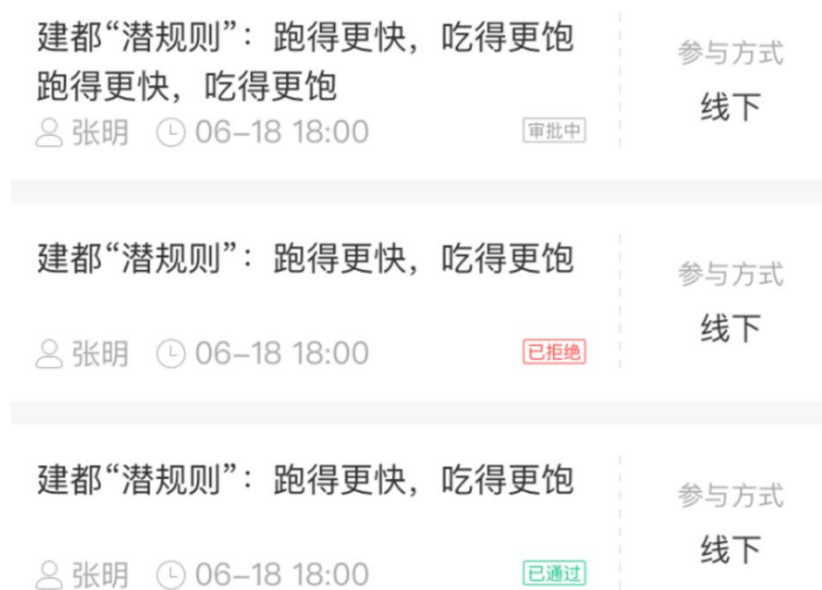 建都“潜规则”：跑得更快，吃得更饱
跑得更快，吃得更饱
张明 06-18 18:00 审批中
参与方式
线下
建都“潜规则”：跑得更快，吃得更饱
张明 06-18 18:00 已拒绝
参与方式
线下
建都“潜规则”：跑得更快，吃得更饱
张明 06-18 18:00 已通过
参与方式
线下